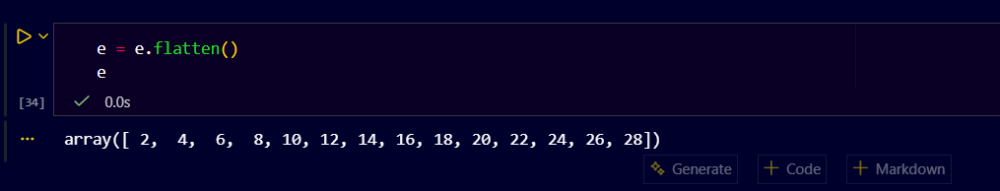 e = e.flatten()
e
[34]
0.0s
array([ 2,  4,  6,  8, 10, 12, 14, 16, 18, 20, 22, 24, 26, 28])
Generate
Code
Markdown